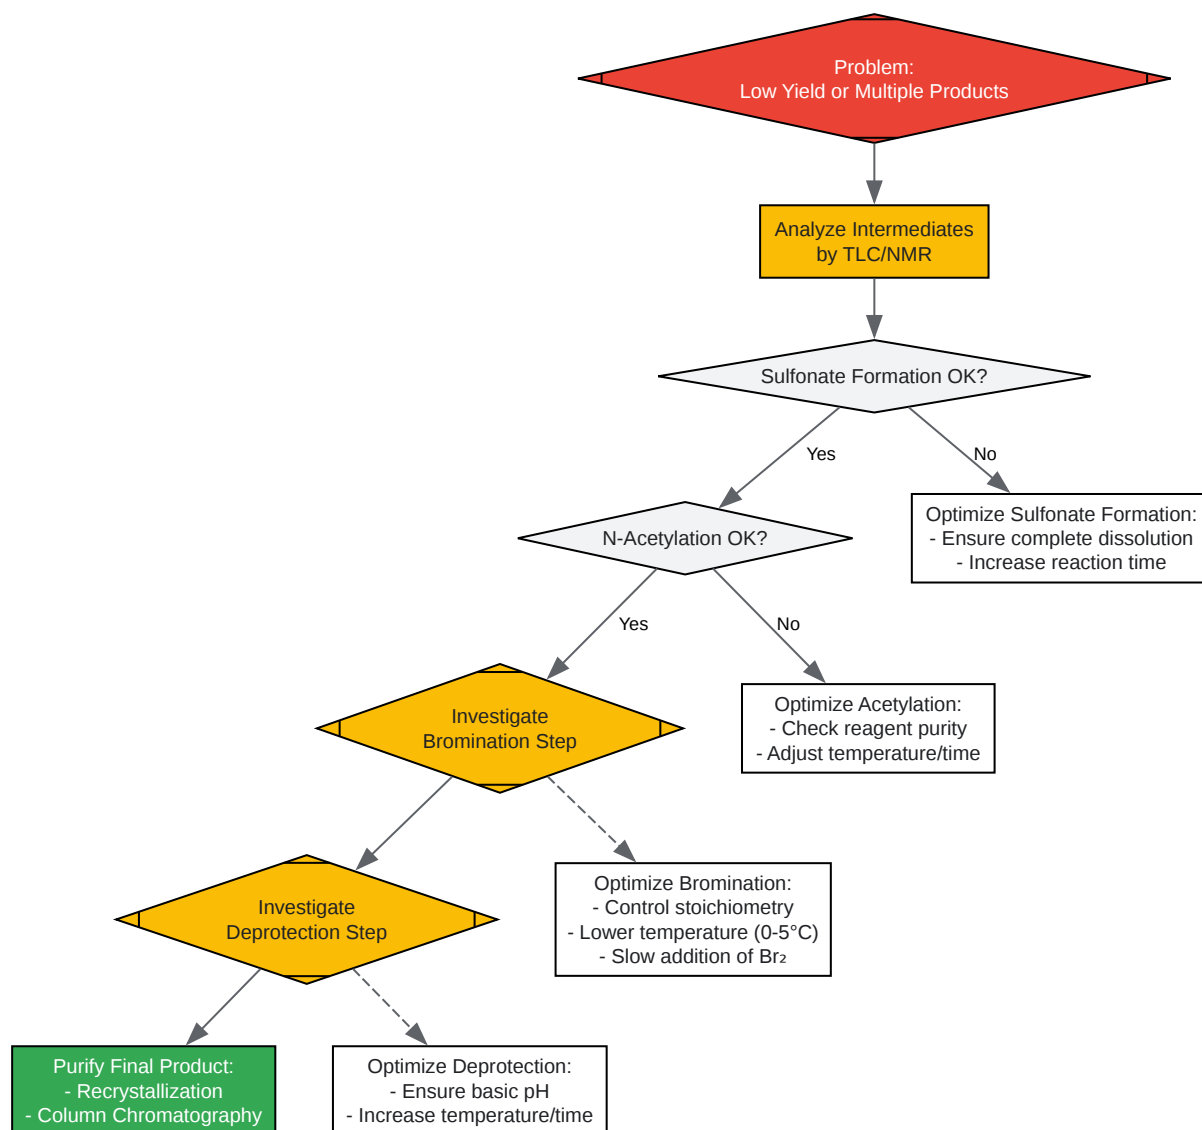 Problem:
Low Yield or Multiple Products
Analyze Intermediates
by TLC/NMR
Sulfonate Formation OK?
Yes
No
N-Acetylation OK?
Optimize Sulfonate Formation:
- Ensure complete dissolution
- Increase reaction time
Yes
No
Investigate
Bromination Step
Optimize Acetylation:
- Check reagent purity
- Adjust temperature/time
Investigate
Deprotection Step
Optimize Bromination:
- Control stoichiometry
- Lower temperature (0-5°C)
- Slow addition of Br₂
Purify Final Product:
- Recrystallization
- Column Chromatography
Optimize Deprotection:
- Ensure basic pH
- Increase temperature/time